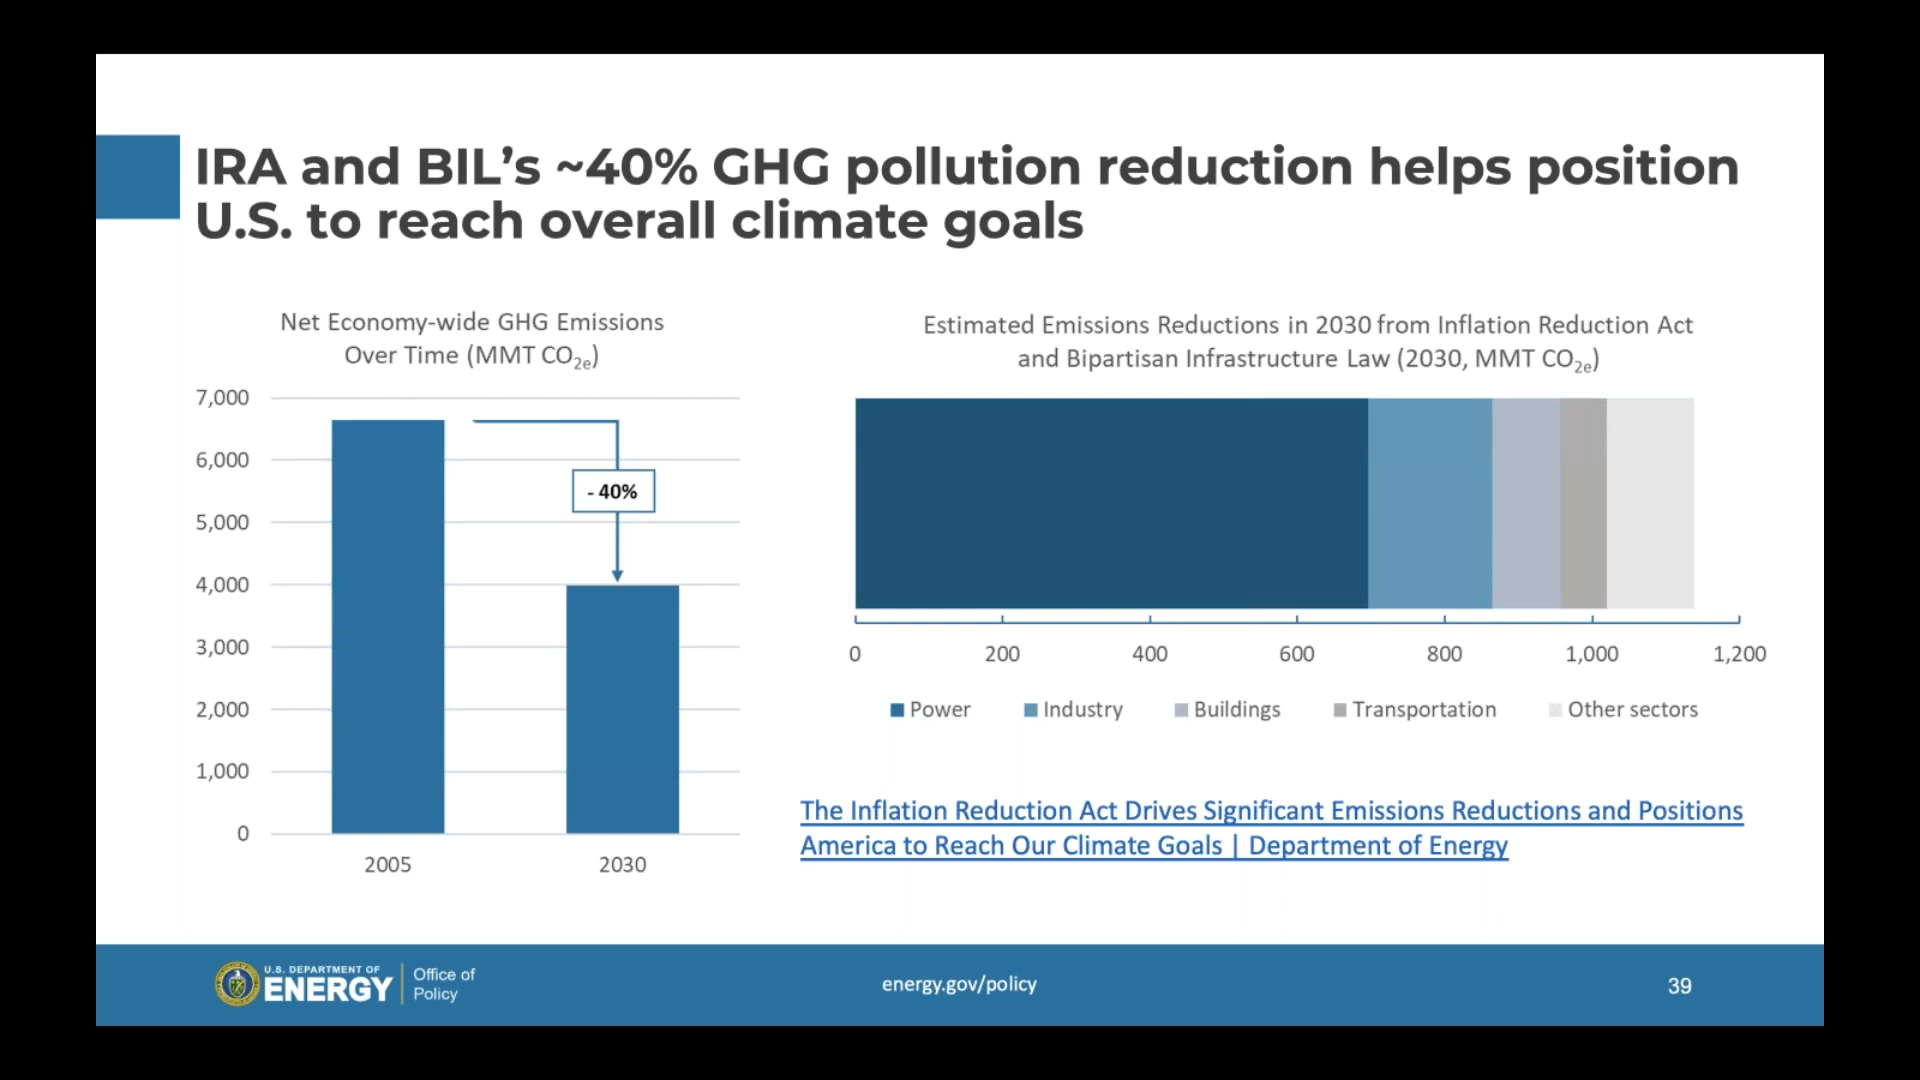 IRA and BIL’s ~40% GHG pollution reduction helps position
U.S. to reach overall climate goals
Net Economy-wide GHG Emissions
Over Time (MMT CO2e)
7,000
6,000
5,000
4,000
3,000
2,000
1,000
0
- 40%
2005
2030
Estimated Emissions Reductions in 2030 from Inflation Reduction Act
and Bipartisan Infrastructure Law (2030, MMT CO2e)
0 200 400 600 800 1,000 1,200
Power Industry Buildings Transportation Other sectors
The Inflation Reduction Act Drives Significant Emissions Reductions and Positions
America to Reach Our Climate Goals | Department of Energy
U.S. DEPARTMENT OF
ENERGY
Office of
Policy
energy.gov/policy
39